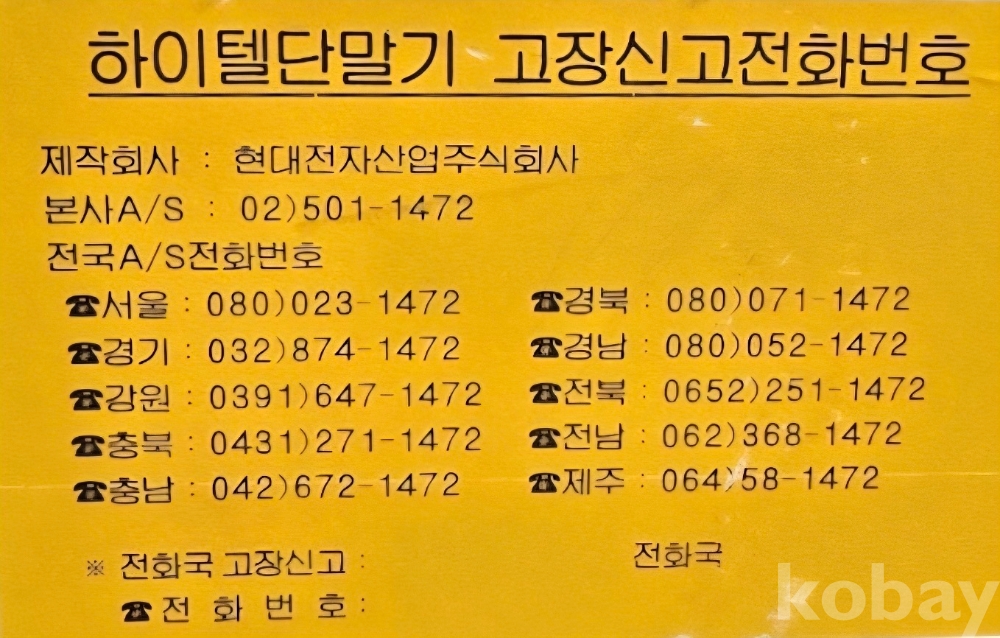 하이텔단말기 고장신고전화번호
제작회사 : 현대전자산업주식회사
본사A/S : 02)501-1472
전국A/S전화번호
☎서울 : 080)023-1472
☎경기 : 032)874-1472
☎강원 : 0391)647-1472
☎충북 : 0431)271-1472
☎충남 : 042)672-1472
☎경북 : 080)071-1472
☎경남 : 080)052-1472
☎전북 : 0652)251-1472
☎전남 : 062)368-1472
☎제주 : 064)58-1472
※ 전화국 고장신고 : 전화국
☎ 전 화 번 호 :
kobay